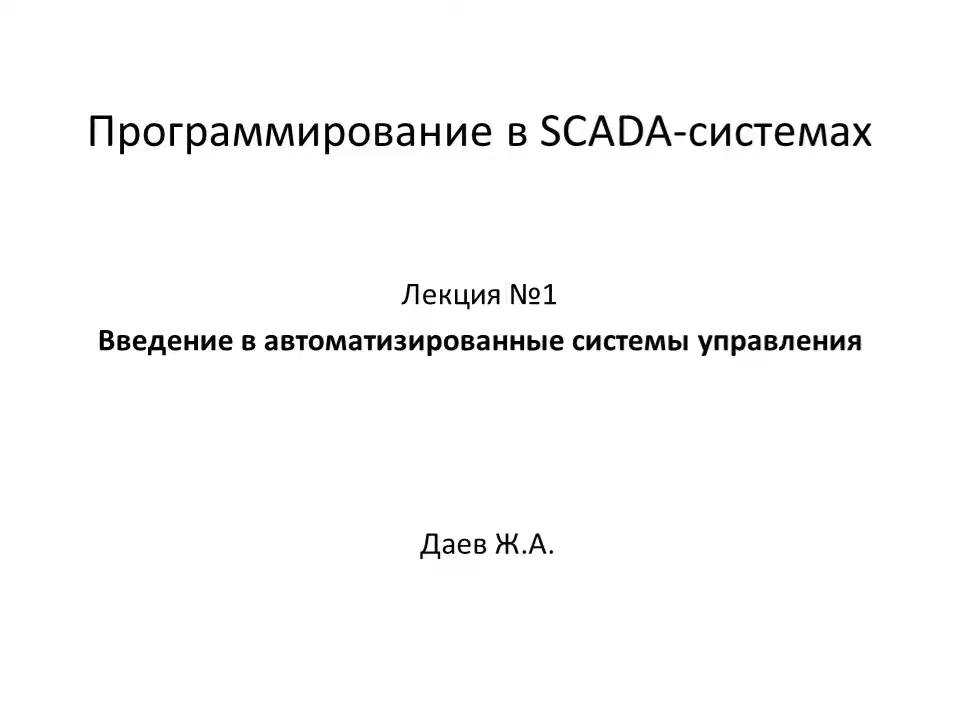 Программирование в SCADA-системах
Лекция №1
Введение в автоматизированные системы управления
Даев Ж.А.